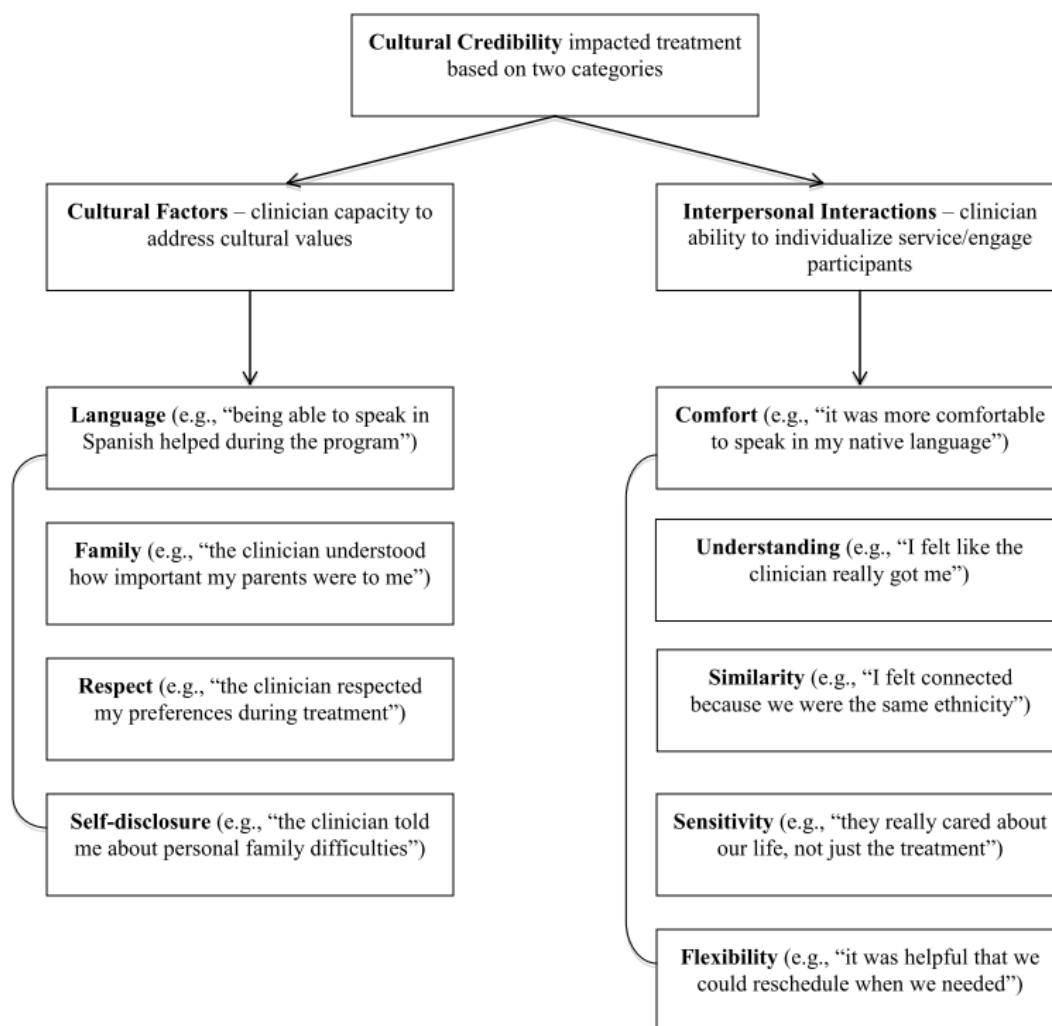 Cultural Credibility impacted treatment
based on two categories
Cultural Factors – clinician capacity to
address cultural values
Interpersonal Interactions – clinician
ability to individualize service/engage
participants
Language (e.g., “being able to speak in
Spanish helped during the program”)
Comfort (e.g., “it was more comfortable
to speak in my native language”)
Family (e.g., “the clinician understood
how important my parents were to me”)
Understanding (e.g., “I felt like the
clinician really got me”)
Respect (e.g., “the clinician respected
my preferences during treatment”)
Similarity (e.g., “I felt connected
because we were the same ethnicity”)
Self-disclosure (e.g., “the clinician told
me about personal family difficulties”)
Sensitivity (e.g., “they really cared about
our life, not just the treatment”)
Flexibility (e.g., “it was helpful that we
could reschedule when we needed”)